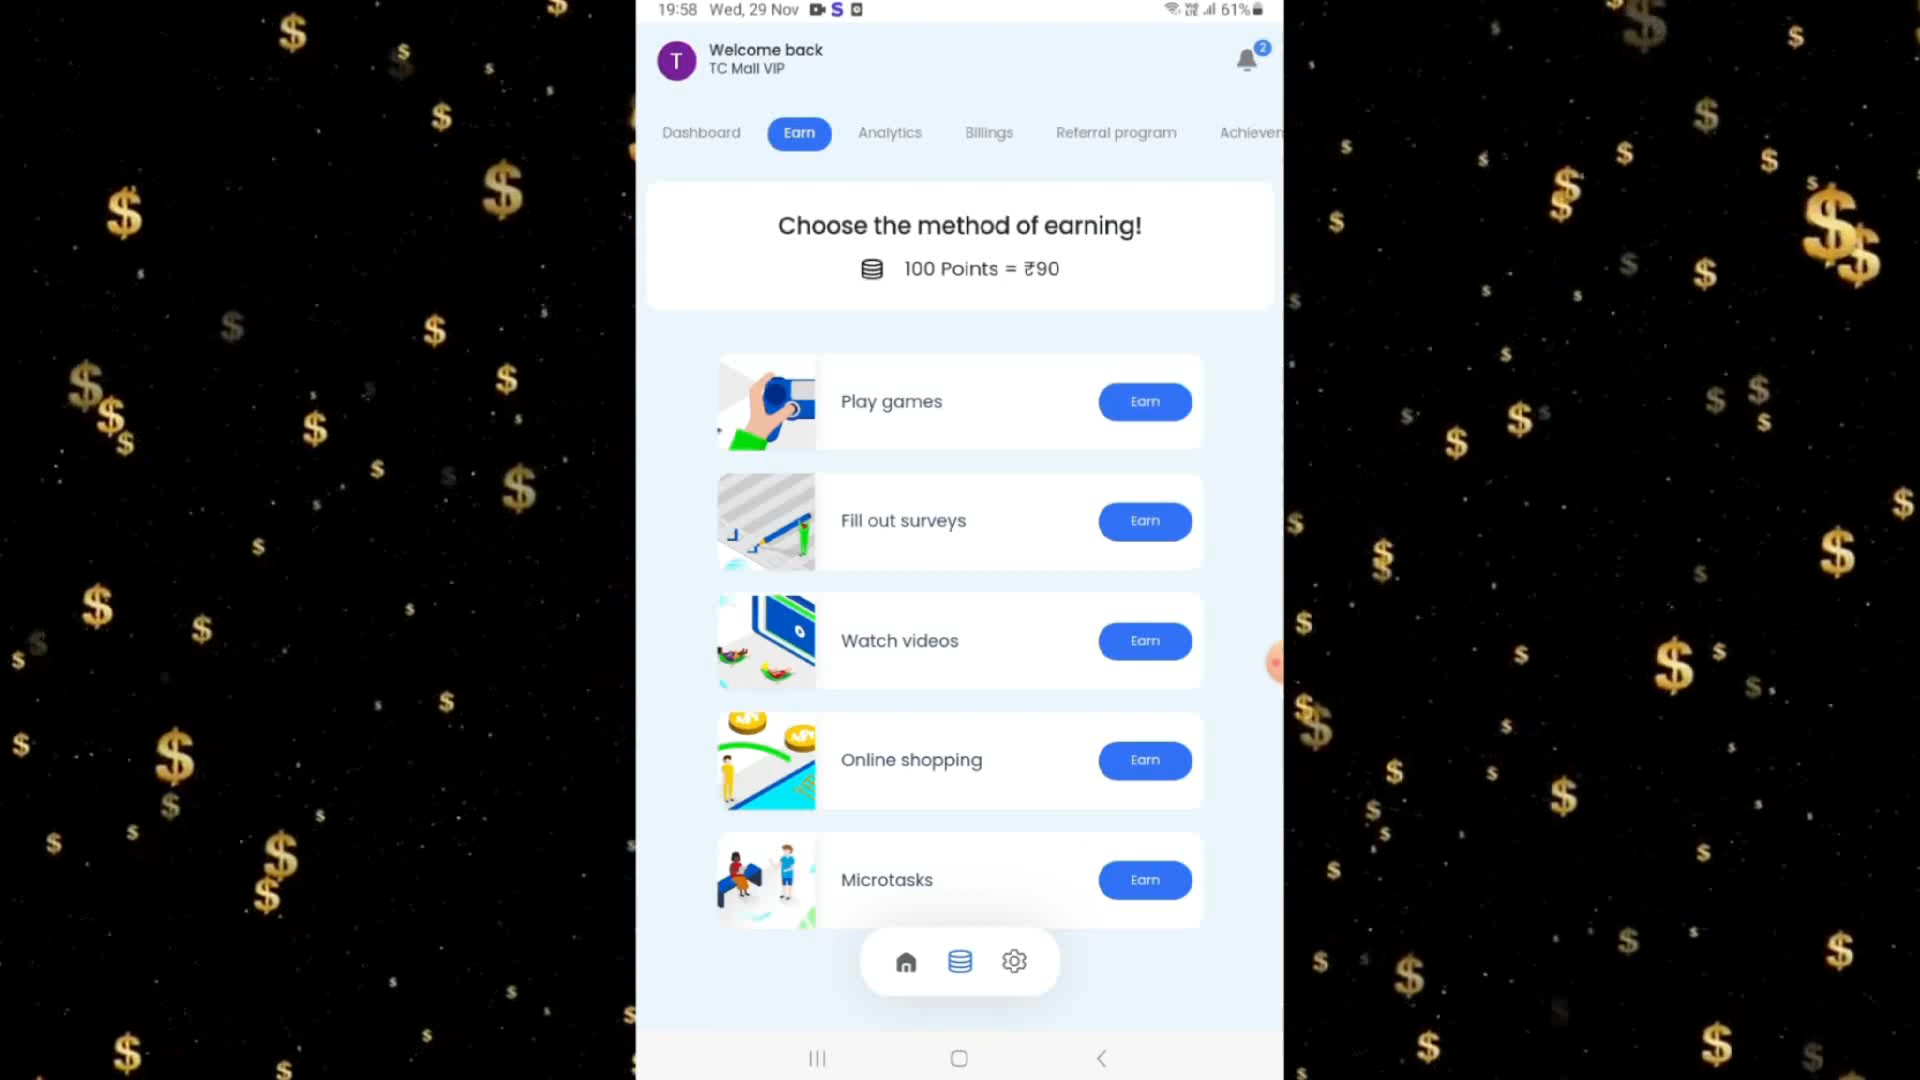 19:58 Wed, 29 Nov S 61%
T
Welcome back
TC Mall VIP
2
Dashboard Earn Analytics Billings Referral program Achievem
Choose the method of earning!
100 Points = ₹90
Play games Earn
Fill out surveys Earn
Watch videos Earn
Online shopping Earn
Microtasks Earn